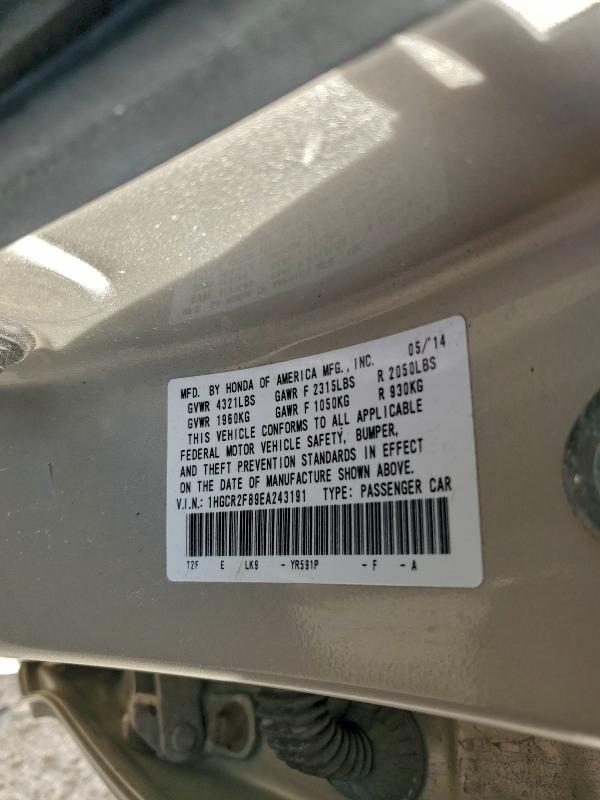 MFD. BY HONDA OF AMERICA MFG., INC. 05/'14
GVWR 4321LBS GAWR F 2315LBS R 2050LBS
GVWR 1960KG GAWR F 1050KG R 930KG
THIS VEHICLE CONFORMS TO ALL APPLICABLE
FEDERAL MOTOR VEHICLE SAFETY, BUMPER,
AND THEFT PREVENTION STANDARDS IN EFFECT
ON THE DATE OF MANUFACTURE SHOWN ABOVE.
V.I.N.: 1HGCR2F89EA243191 TYPE: PASSENGER CAR
T2F E LK9 - YR591P - F - A